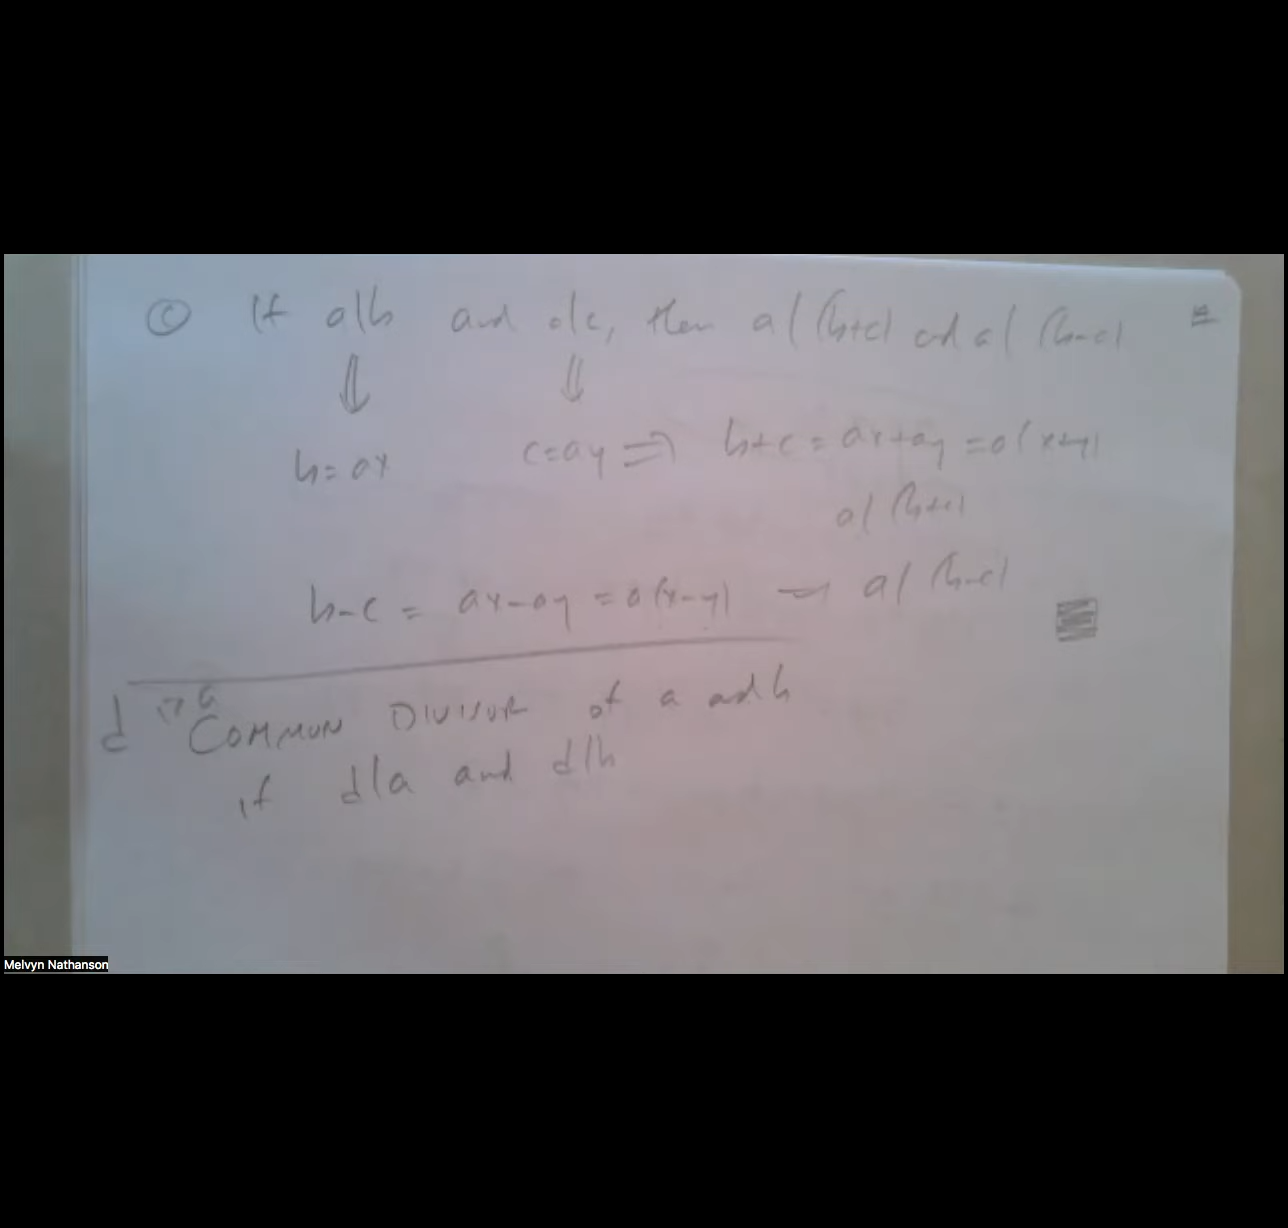 ⓒ If a|b and a|c, then a|(b+c) and a|(b-c)
⇓ ⇓
b=ax c=ay ⇒ b+c = ax+ay = a(x+y)
a|(b+c)
b-c = ax-ay = a(x-y) ⇒ a|(b-c)
d is a COMMON DIVISOR of a and b
if d|a and d|b
Melvyn Nathanson